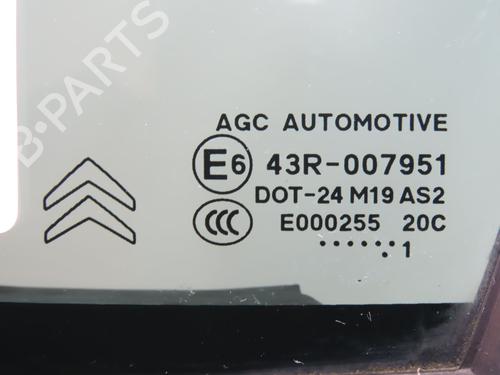 B-PARTS
AGC AUTOMOTIVE
E6 43R-007951
DOT-24 M19 AS2
CCC E000255 20C
...... 1